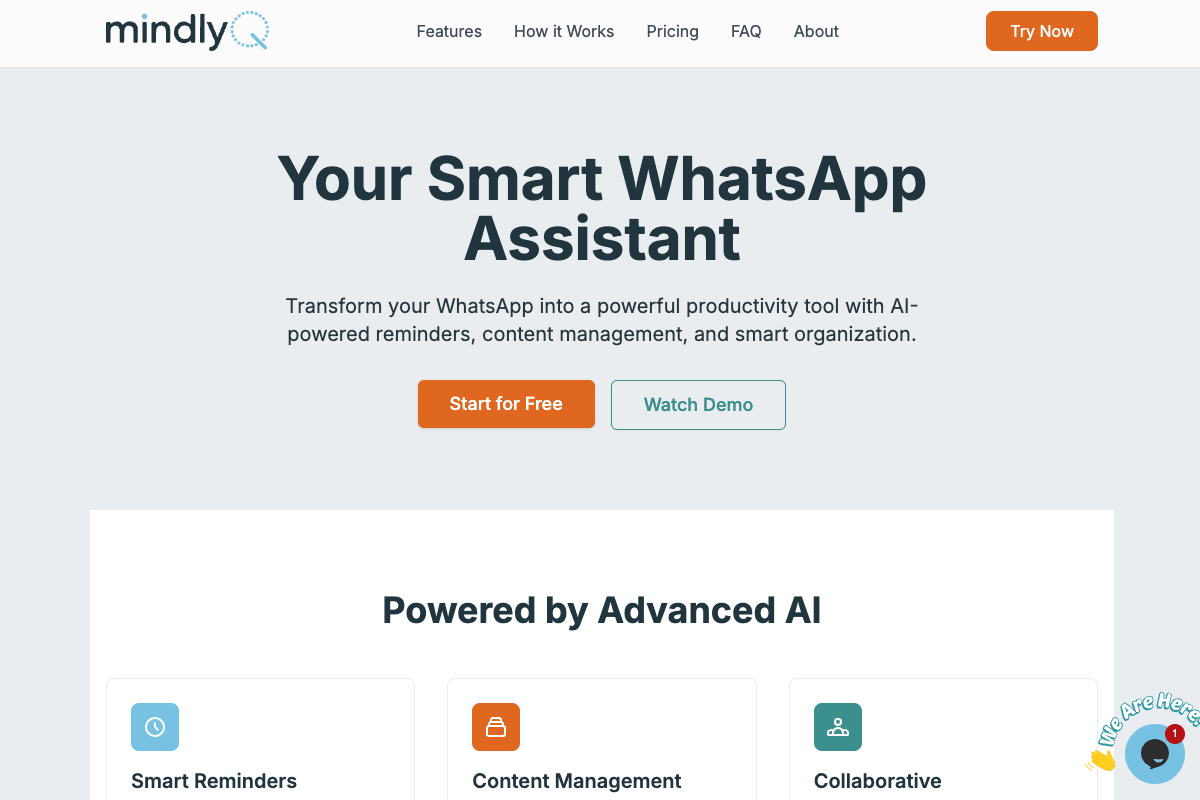 mindlyQ
Features
How it Works
Pricing
FAQ
About
Try Now
Your Smart WhatsApp
Assistant
Transform your WhatsApp into a powerful productivity tool with AI-
powered reminders, content management, and smart organization.
Start for Free
Watch Demo
Powered by Advanced AI
Smart Reminders
Content Management
Collaborative
We Are Here!
1